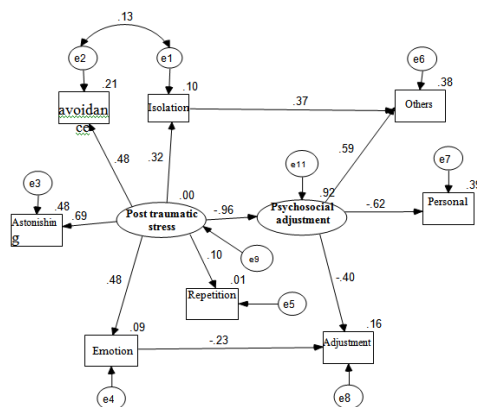 .13
e2
e1
e6
.21
.10
.38
avoidan
ce
Isolation
.37
Others
e11
e7
.48
.32
.59
e3
.00
.92
.39
.48
.69
Post traumatic
stress
-.96
Psychosocial
adjustment
-.62
Personal
Astonishin
g
.10
.01
e9
.48
-.40
Repetition
e5
.09
.16
Emotion
-.23
Adjustment
e4
e8